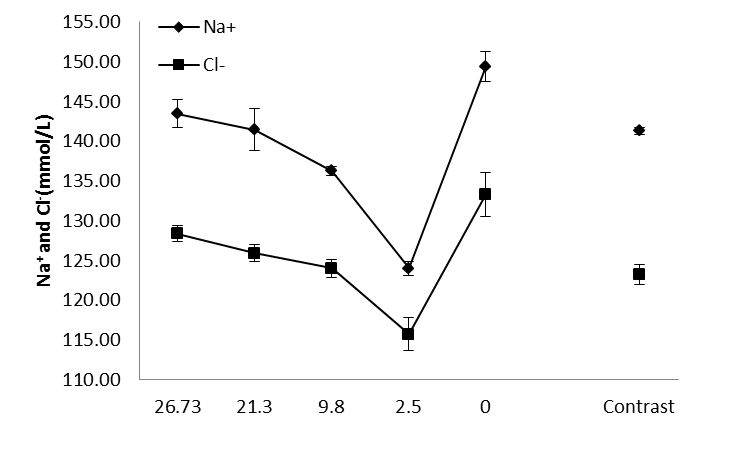 155.00
150.00
145.00
140.00
135.00
130.00
125.00
120.00
115.00
110.00
Na⁺ and Cl⁻(mmol/L)
Na+
Cl-
26.73 21.3 9.8 2.5 0 Contrast